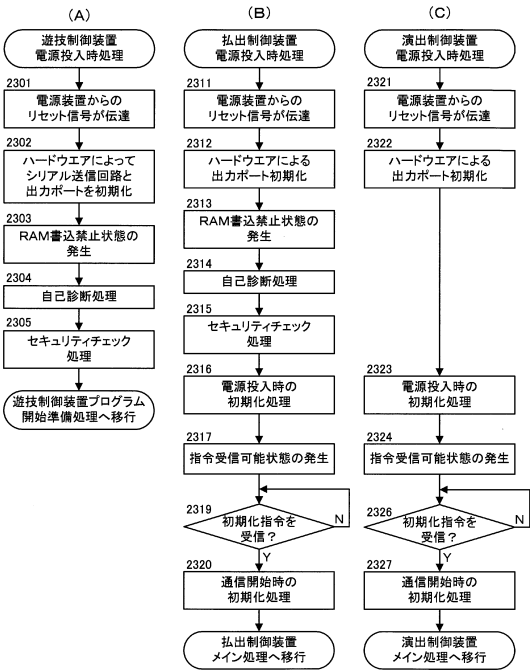 (A)
遊技制御装置
電源投入時処理
2301
電源装置からの
リセット信号が伝達
2302
ハードウエアによって
シリアル送信回路と
出力ポートを初期化
2303
RAM書込禁止状態の
発生
2304
自己診断処理
2305
セキュリティチェック
処理
遊技制御装置プログラム
開始準備処理へ移行
(B)
払出制御装置
電源投入時処理
2311
電源装置からの
リセット信号が伝達
2312
ハードウエアによる
出力ポート初期化
2313
RAM書込禁止状態の
発生
2314
自己診断処理
2315
セキュリティチェック
処理
2316
電源投入時の
初期化処理
2317
指令受信可能状態の発生
2319
初期化指令を
受信?
N
Y
2320
通信開始時の
初期化処理
払出制御装置
メイン処理へ移行
(C)
演出制御装置
電源投入時処理
2321
電源装置からの
リセット信号が伝達
2322
ハードウエアによる
出力ポート初期化
2323
電源投入時の
初期化処理
2324
指令受信可能状態の発生
2326
初期化指令を
受信?
N
Y
2327
通信開始時の
初期化処理
演出制御装置
メイン処理へ移行